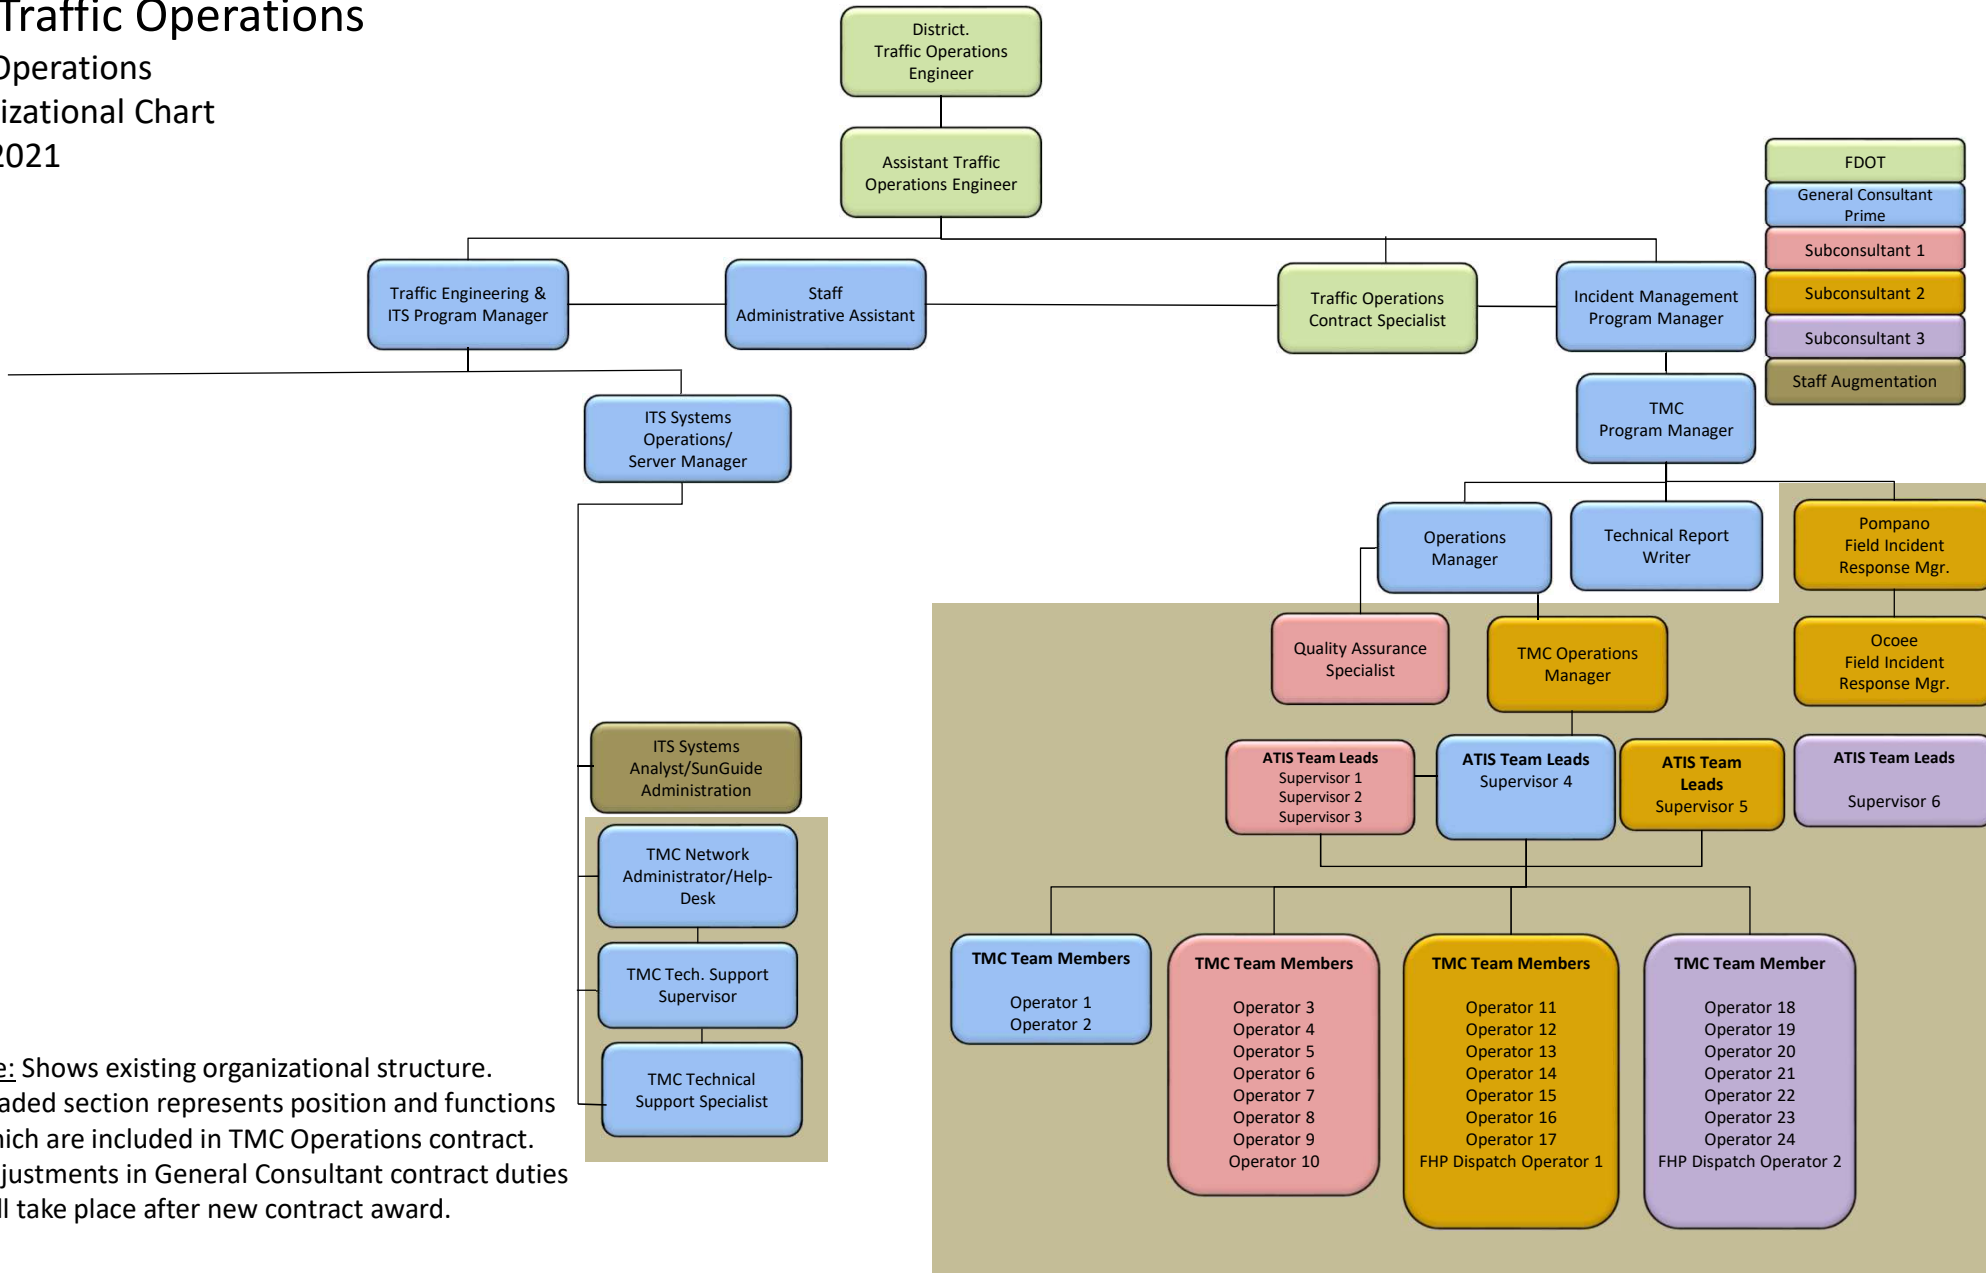 Traffic Operations
Operations
izational Chart
2021
District.
Traffic Operations
Engineer
Assistant Traffic
Operations Engineer
FDOT
General Consultant
Prime
Subconsultant 1
Subconsultant 2
Subconsultant 3
Staff Augmentation
Traffic Engineering &
ITS Program Manager
Staff
Administrative Assistant
Traffic Operations
Contract Specialist
Incident Management
Program Manager
ITS Systems
Operations/
Server Manager
TMC
Program Manager
Operations
Manager
Technical Report
Writer
Pompano
Field Incident
Response Mgr.
Quality Assurance
Specialist
TMC Operations
Manager
Ocoee
Field Incident
Response Mgr.
ITS Systems
Analyst/SunGuide
Administration
ATIS Team Leads
Supervisor 1
Supervisor 2
Supervisor 3
ATIS Team Leads
Supervisor 4
ATIS Team
Leads
Supervisor 5
ATIS Team Leads
Supervisor 6
TMC Network
Administrator/Help-
Desk
TMC Tech. Support
Supervisor
TMC Technical
Support Specialist
TMC Team Members
Operator 1
Operator 2
TMC Team Members
Operator 3
Operator 4
Operator 5
Operator 6
Operator 7
Operator 8
Operator 9
Operator 10
TMC Team Members
Operator 11
Operator 12
Operator 13
Operator 14
Operator 15
Operator 16
Operator 17
FHP Dispatch Operator 1
TMC Team Member
Operator 18
Operator 19
Operator 20
Operator 21
Operator 22
Operator 23
Operator 24
FHP Dispatch Operator 2
e: Shows existing organizational structure.
aded section represents position and functions
hich are included in TMC Operations contract.
justments in General Consultant contract duties
ll take place after new contract award.